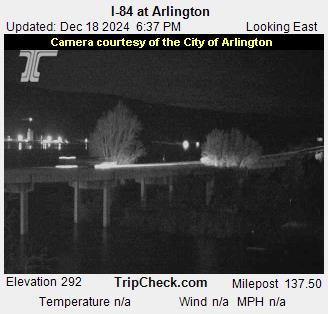 I-84 at Arlington
Updated: Dec 18 2024 6:37 PM Looking East
Camera courtesy of the City of Arlington
Elevation 292 TripCheck.com Milepost 137.50
Temperature n/a Wind n/a MPH n/a